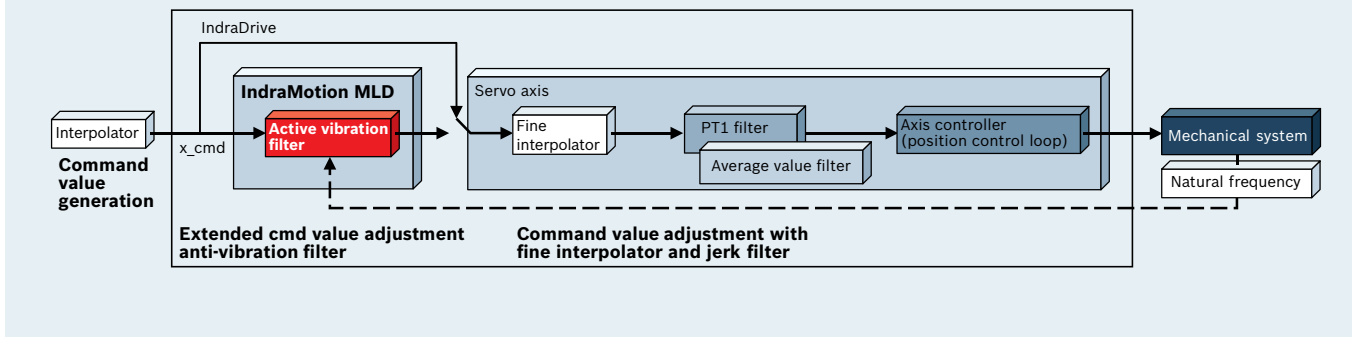 IndraDrive
IndraMotion MLD
Servo axis
Interpolator
x_cmd
Active vibration
filter
Fine
interpolator
PT1 filter
Average value filter
Axis controller
(position control loop)
Mechanical system
Natural frequency
Command
value
generation
Extended cmd value adjustment
anti-vibration filter
Command value adjustment with
fine interpolator and jerk filter